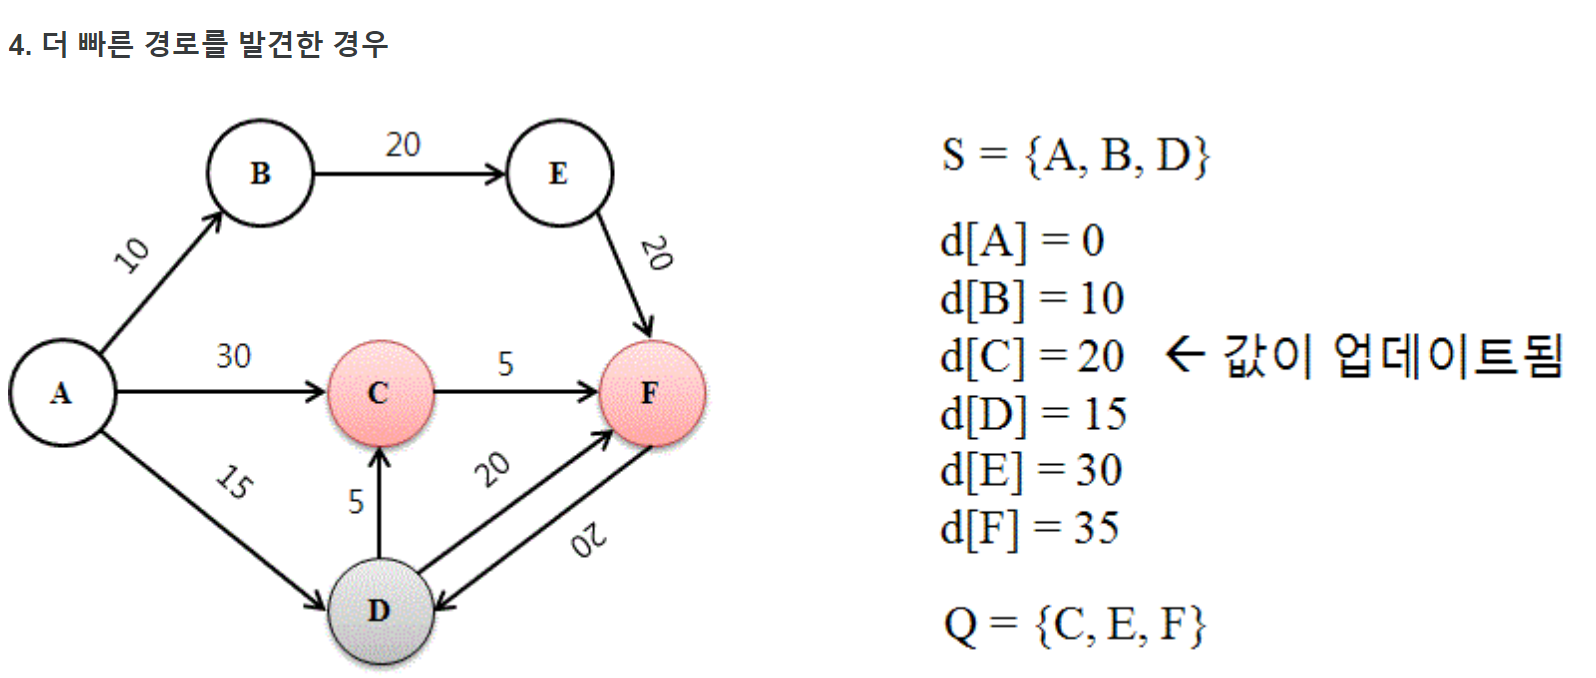 4. 더 빠른 경로를 발견한 경우
B
20
E
10
20
A
30
C
5
F
15
5
20
20
D
S = {A, B, D}
d[A] = 0
d[B] = 10
d[C] = 20 ← 값이 업데이트됨
d[D] = 15
d[E] = 30
d[F] = 35
Q = {C, E, F}